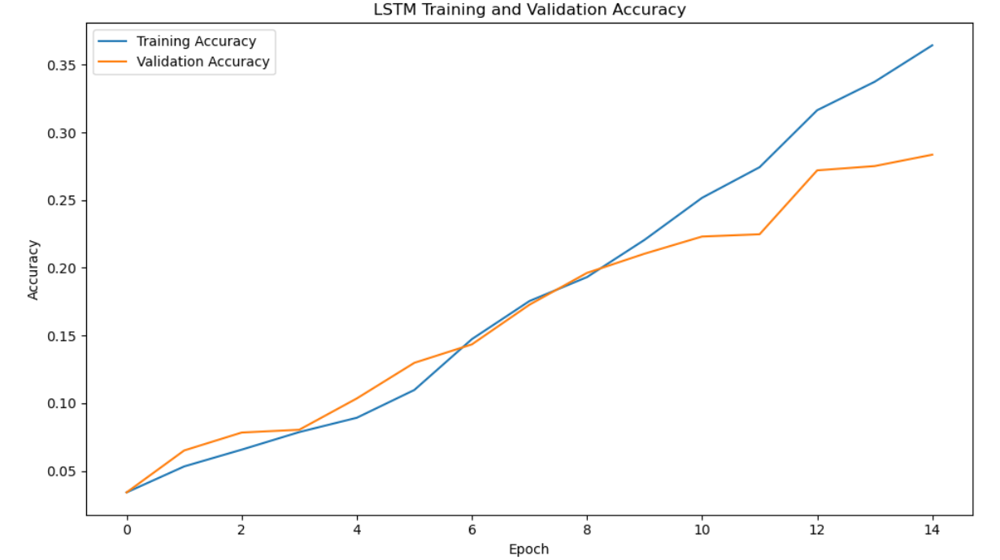 LSTM Training and Validation Accuracy
Training Accuracy
Validation Accuracy
0.35
0.30
0.25
0.20
0.15
0.10
0.05
Accuracy
0 2 4 6 8 10 12 14
Epoch